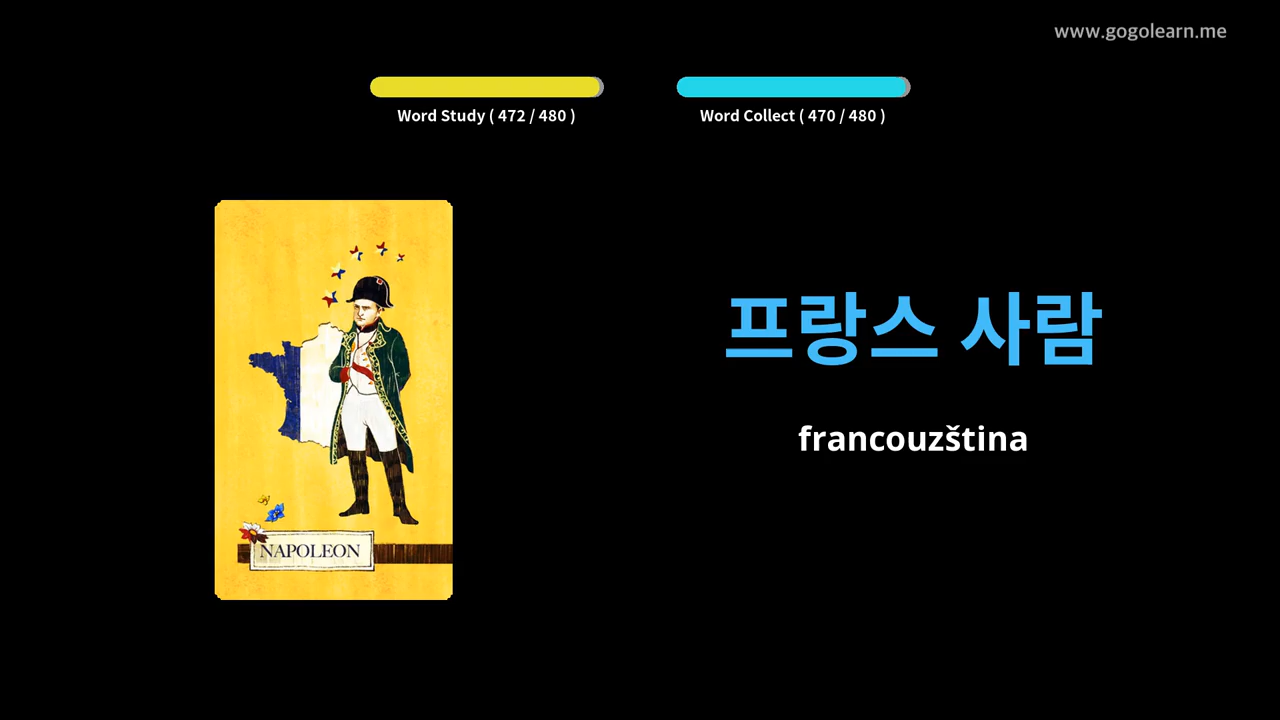 www.gogolearn.me
Word Study ( 472 / 480 )
Word Collect ( 470 / 480 )
프랑스 사람
francouzština
NAPOLEON